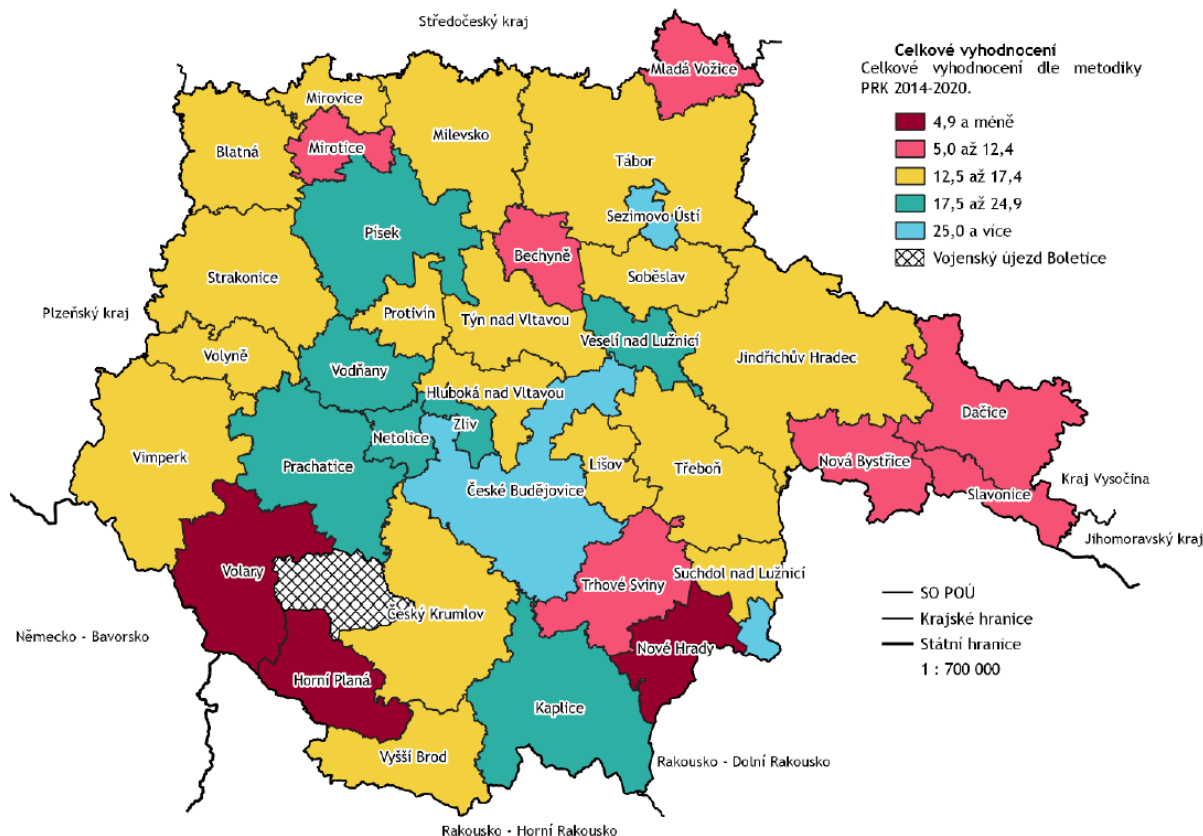 Středočeský kraj
Celkové vyhodnocení
Celkové vyhodnocení dle metodiky
PRK 2014-2020.
4,9 a méně
5,0 až 12,4
12,5 až 17,4
17,5 až 24,9
25,0 a více
Vojenský újezd Boletice
Mladá Vožice
Mirovice
Milevsko
Blatná
Mirotice
Tábor
Sezimovo Ústí
Písek
Bechyně
Strakonice
Soběslav
Plzeňský kraj
Protivín
Týn nad Vltavou
Veselí nad Lužnicí
Volyně
Jindřichův Hradec
Vodňany
Hluboká nad Vltavou
Dačice
Zliv
Netolice
Vimperk
Prachatice
Lišov
Třeboň
Nová Bystřice
České Budějovice
Kraj Vysočina
Slavonice
Jihomoravský kraj
Volary
Trhové Sviny
Suchdol nad Lužnicí
Český Krumlov
Německo - Bavorsko
Nové Hrady
Horní Planá
Kaplice
Vyšší Brod
Rakousko - Dolní Rakousko
Rakousko - Horní Rakousko
SO POÚ
Krajské hranice
Státní hranice
1 : 700 000